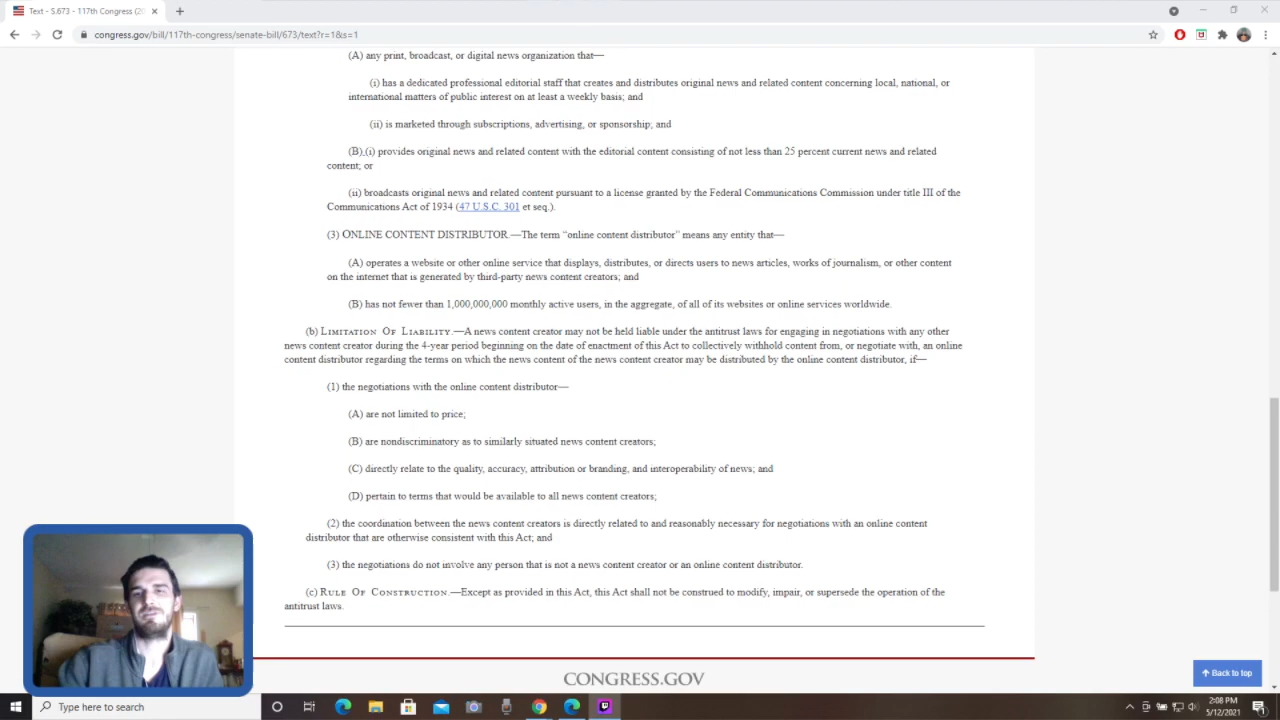 Text - S.673 - 117th Congress (20
congress.gov/bill/117th-congress/senate-bill/673/text?r=1&s=1
(A) any print, broadcast, or digital news organization that—
(i) has a dedicated professional editorial staff that creates and distributes original news and related content concerning local, national, or
international matters of public interest on at least a weekly basis; and
(ii) is marketed through subscriptions, advertising, or sponsorship; and
(B) (i) provides original news and related content with the editorial content consisting of not less than 25 percent current news and related
content; or
(ii) broadcasts original news and related content pursuant to a license granted by the Federal Communications Commission under title III of the
Communications Act of 1934 (47 U.S.C. 301 et seq.).
(3) ONLINE CONTENT DISTRIBUTOR.—The term “online content distributor” means any entity that—
(A) operates a website or other online service that displays, distributes, or directs users to news articles, works of journalism, or other content
on the internet that is generated by third-party news content creators; and
(B) has not fewer than 1,000,000,000 monthly active users, in the aggregate, of all of its websites or online services worldwide.
(b) LIMITATION OF LIABILITY.—A news content creator may not be held liable under the antitrust laws for engaging in negotiations with any other
news content creator during the 4-year period beginning on the date of enactment of this Act to collectively withhold content from, or negotiate with, an online
content distributor regarding the terms on which the news content of the news content creator may be distributed by the online content distributor, if—
(1) the negotiations with the online content distributor—
(A) are not limited to price;
(B) are nondiscriminatory as to similarly situated news content creators;
(C) directly relate to the quality, accuracy, attribution or branding, and interoperability of news; and
(D) pertain to terms that would be available to all news content creators;
(2) the coordination between the news content creators is directly related to and reasonably necessary for negotiations with an online content
distributor that are otherwise consistent with this Act; and
(3) the negotiations do not involve any person that is not a news content creator or an online content distributor.
(c) RULE OF CONSTRUCTION.—Except as provided in this Act, this Act shall not be construed to modify, impair, or supersede the operation of the
antitrust laws.
CONGRESS.GOV
Back to top
Type here to search
2:08 PM
5/12/2021